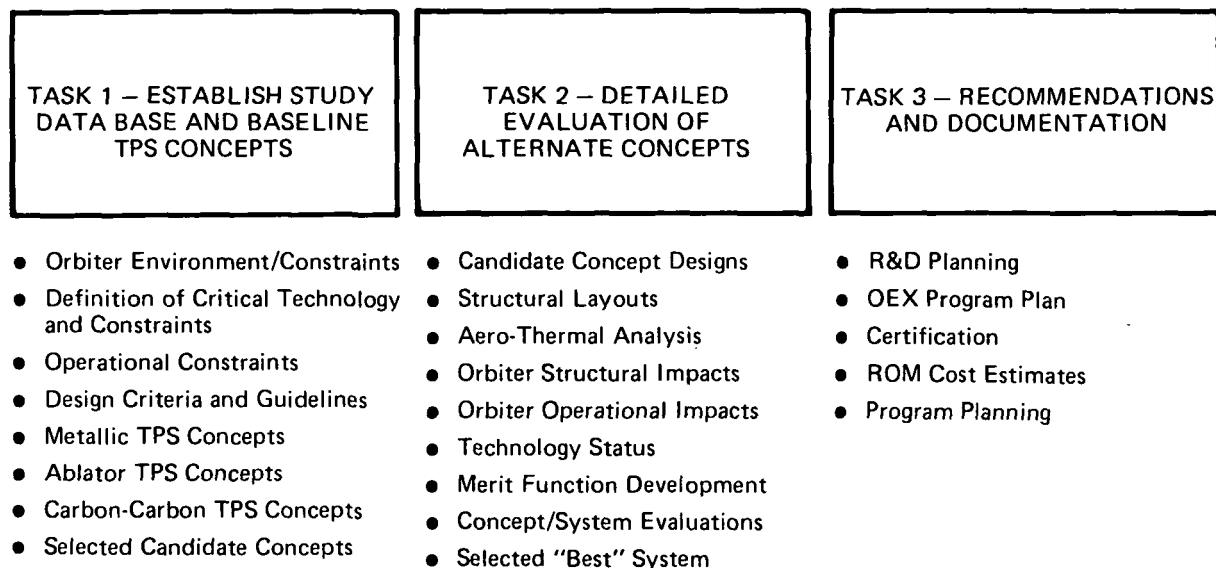 TASK 1 – ESTABLISH STUDY
DATA BASE AND BASELINE
TPS CONCEPTS
● Orbiter Environment/Constraints
● Definition of Critical Technology
and Constraints
● Operational Constraints
● Design Criteria and Guidelines
● Metallic TPS Concepts
● Ablator TPS Concepts
● Carbon-Carbon TPS Concepts
● Selected Candidate Concepts
TASK 2 – DETAILED
EVALUATION OF
ALTERNATE CONCEPTS
● Candidate Concept Designs
● Structural Layouts
● Aero-Thermal Analysis
● Orbiter Structural Impacts
● Orbiter Operational Impacts
● Technology Status
● Merit Function Development
● Concept/System Evaluations
● Selected "Best" System
TASK 3 – RECOMMENDATIONS
AND DOCUMENTATION
● R&D Planning
● OEX Program Plan
● Certification
● ROM Cost Estimates
● Program Planning